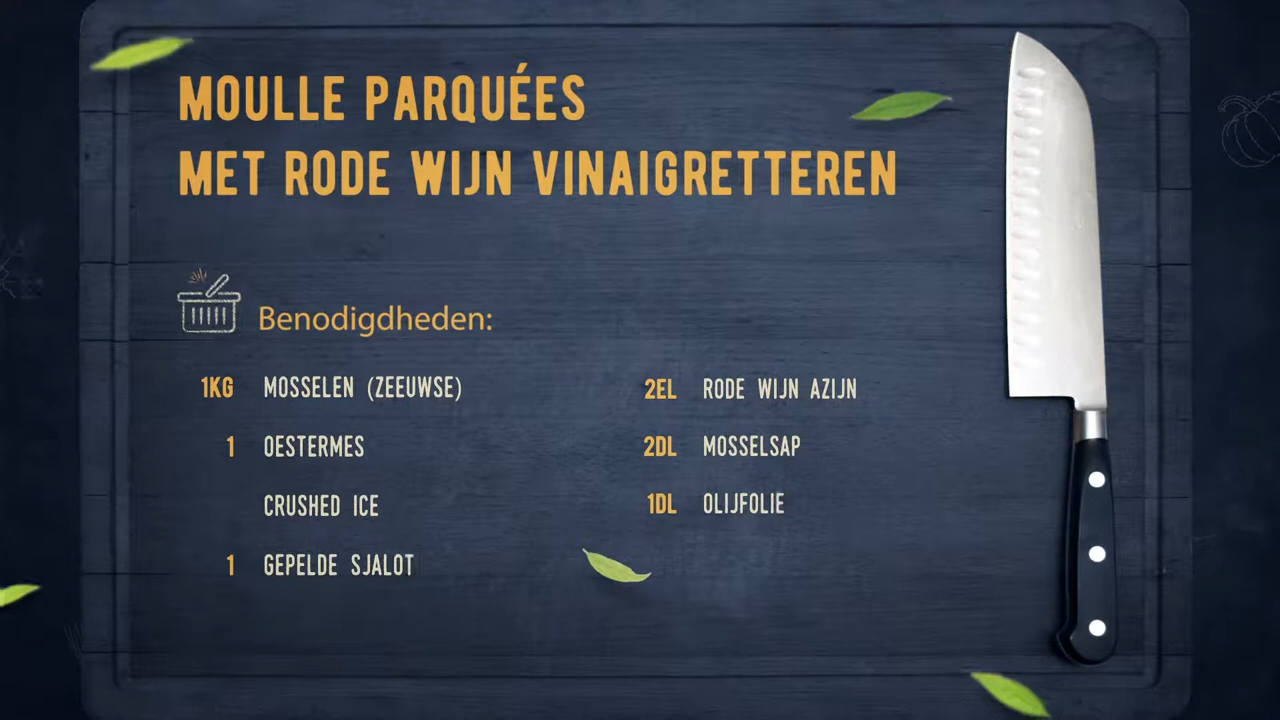 MOULLE PARQUÉES
MET RODE WIJN VINAIGRETTEREN
Benodigdheden:
1KG MOSSELEN (ZEEUWSE)
1 OESTERMES
CRUSHED ICE
1 GEPELDE SJALOT
2EL RODE WIJN AZIJN
2DL MOSSELSAP
1DL OLIJFOLIE